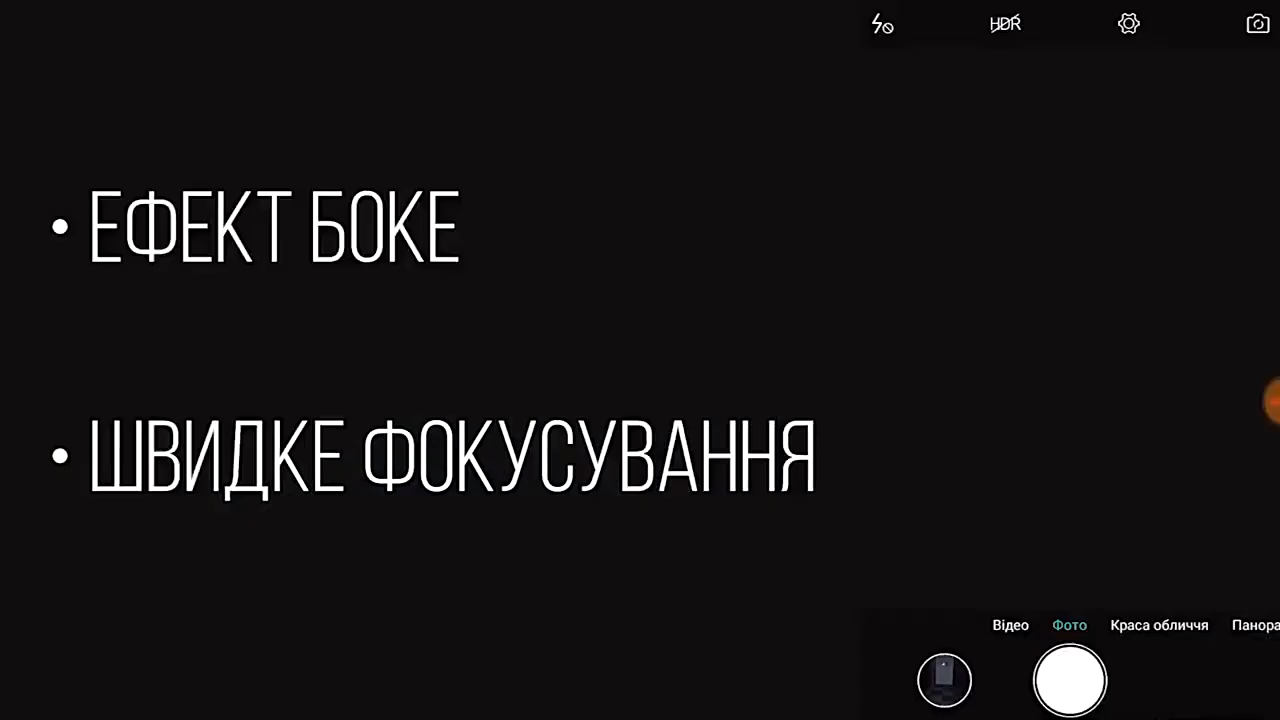 HDR
• ЕФЕКТ БОКЕ
• ШВИДКЕ ФОКУСУВАННЯ
Відео Фото Краса обличчя Панора